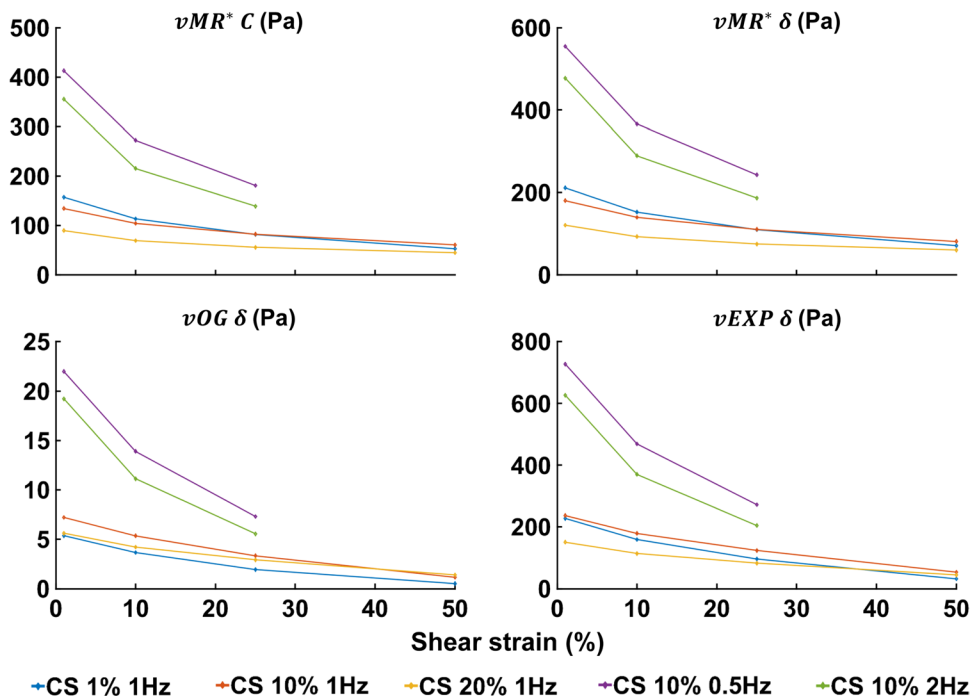 vMR* C (Pa)
500
400
300
200
100
0
vMR* δ (Pa)
600
400
200
0
vOG δ (Pa)
25
20
15
10
5
0
0 10 20 30 40 50
vEXP δ (Pa)
800
600
400
200
0
0 10 20 30 40 50
Shear strain (%)
CS 1% 1Hz CS 10% 1Hz CS 20% 1Hz CS 10% 0.5Hz CS 10% 2Hz